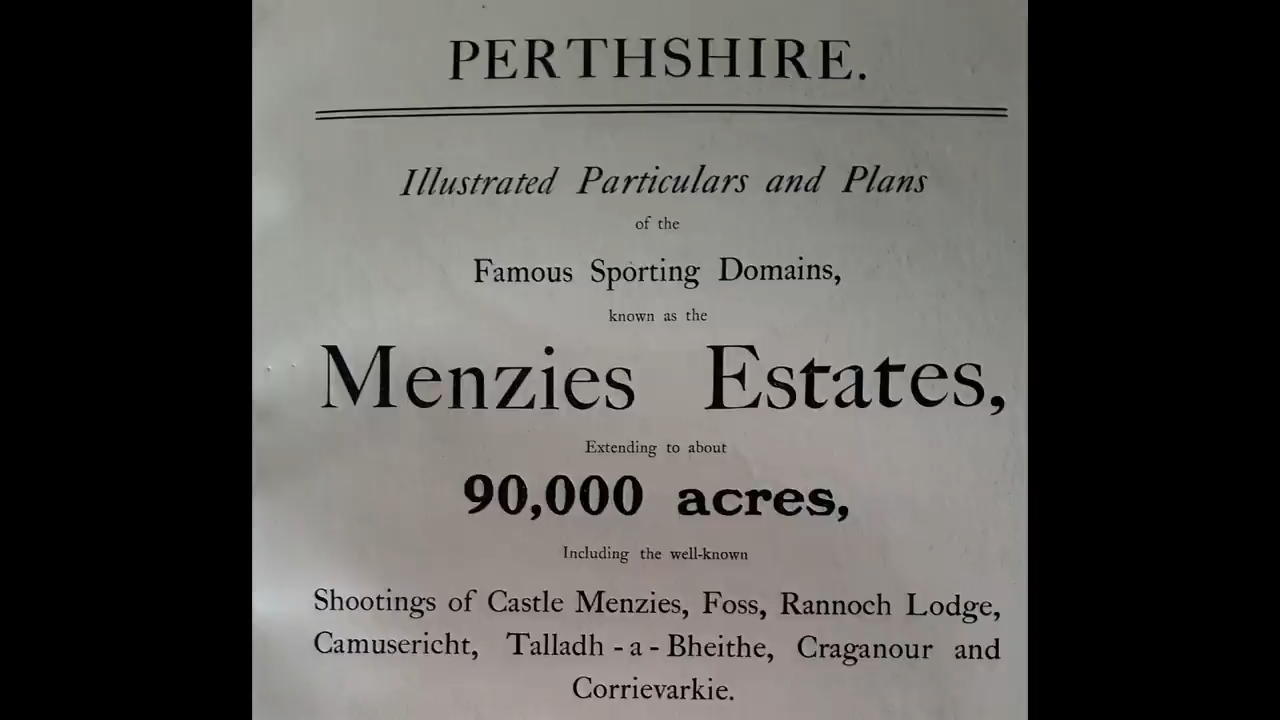 PERTHSHIRE.
Illustrated Particulars and Plans
of the
Famous Sporting Domains,
known as the
Menzies Estates,
Extending to about
90,000 acres,
Including the well-known
Shootings of Castle Menzies, Foss, Rannoch Lodge,
Camusericht, Talladh - a - Bheithe, Craganour and
Corrievarkie.